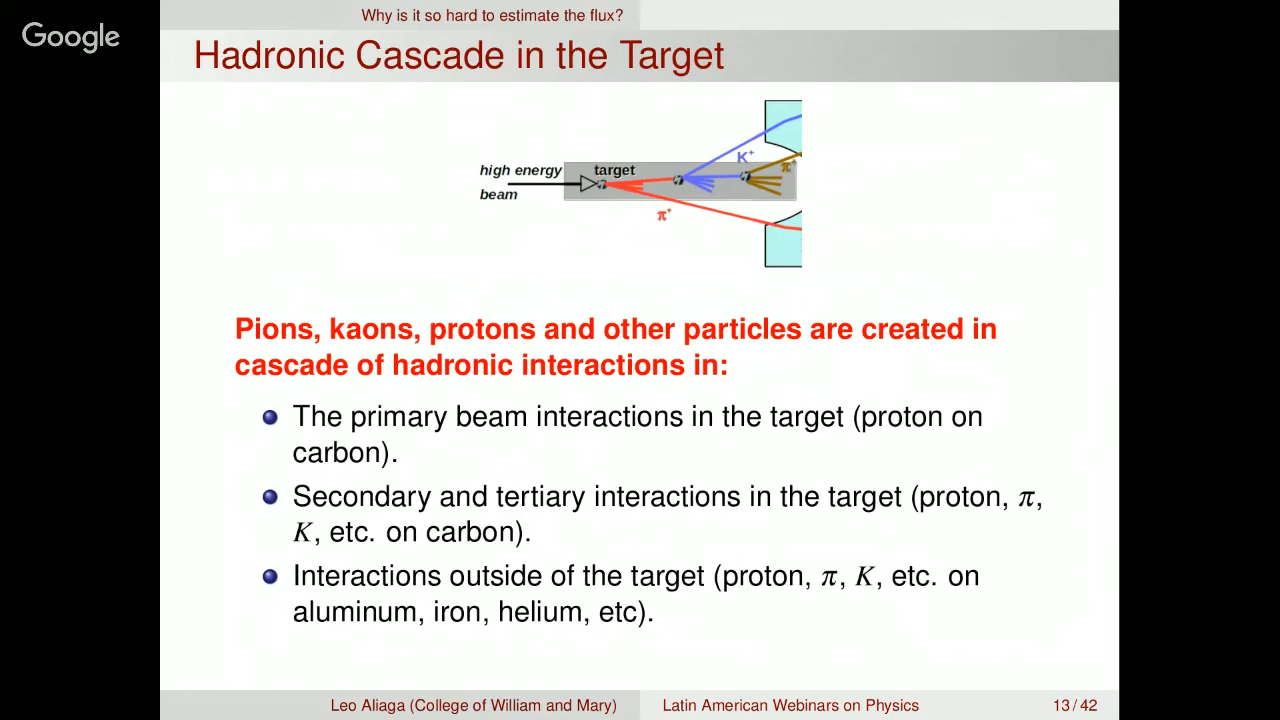 Google
Why is it so hard to estimate the flux?
Hadronic Cascade in the Target
high energy
beam
target
K+
π+
π+
Pions, kaons, protons and other particles are created in
cascade of hadronic interactions in:
The primary beam interactions in the target (proton on
carbon).
Secondary and tertiary interactions in the target (proton, π,
K, etc. on carbon).
Interactions outside of the target (proton, π, K, etc. on
aluminum, iron, helium, etc).
Leo Aliaga (College of William and Mary)
Latin American Webinars on Physics
13 / 42